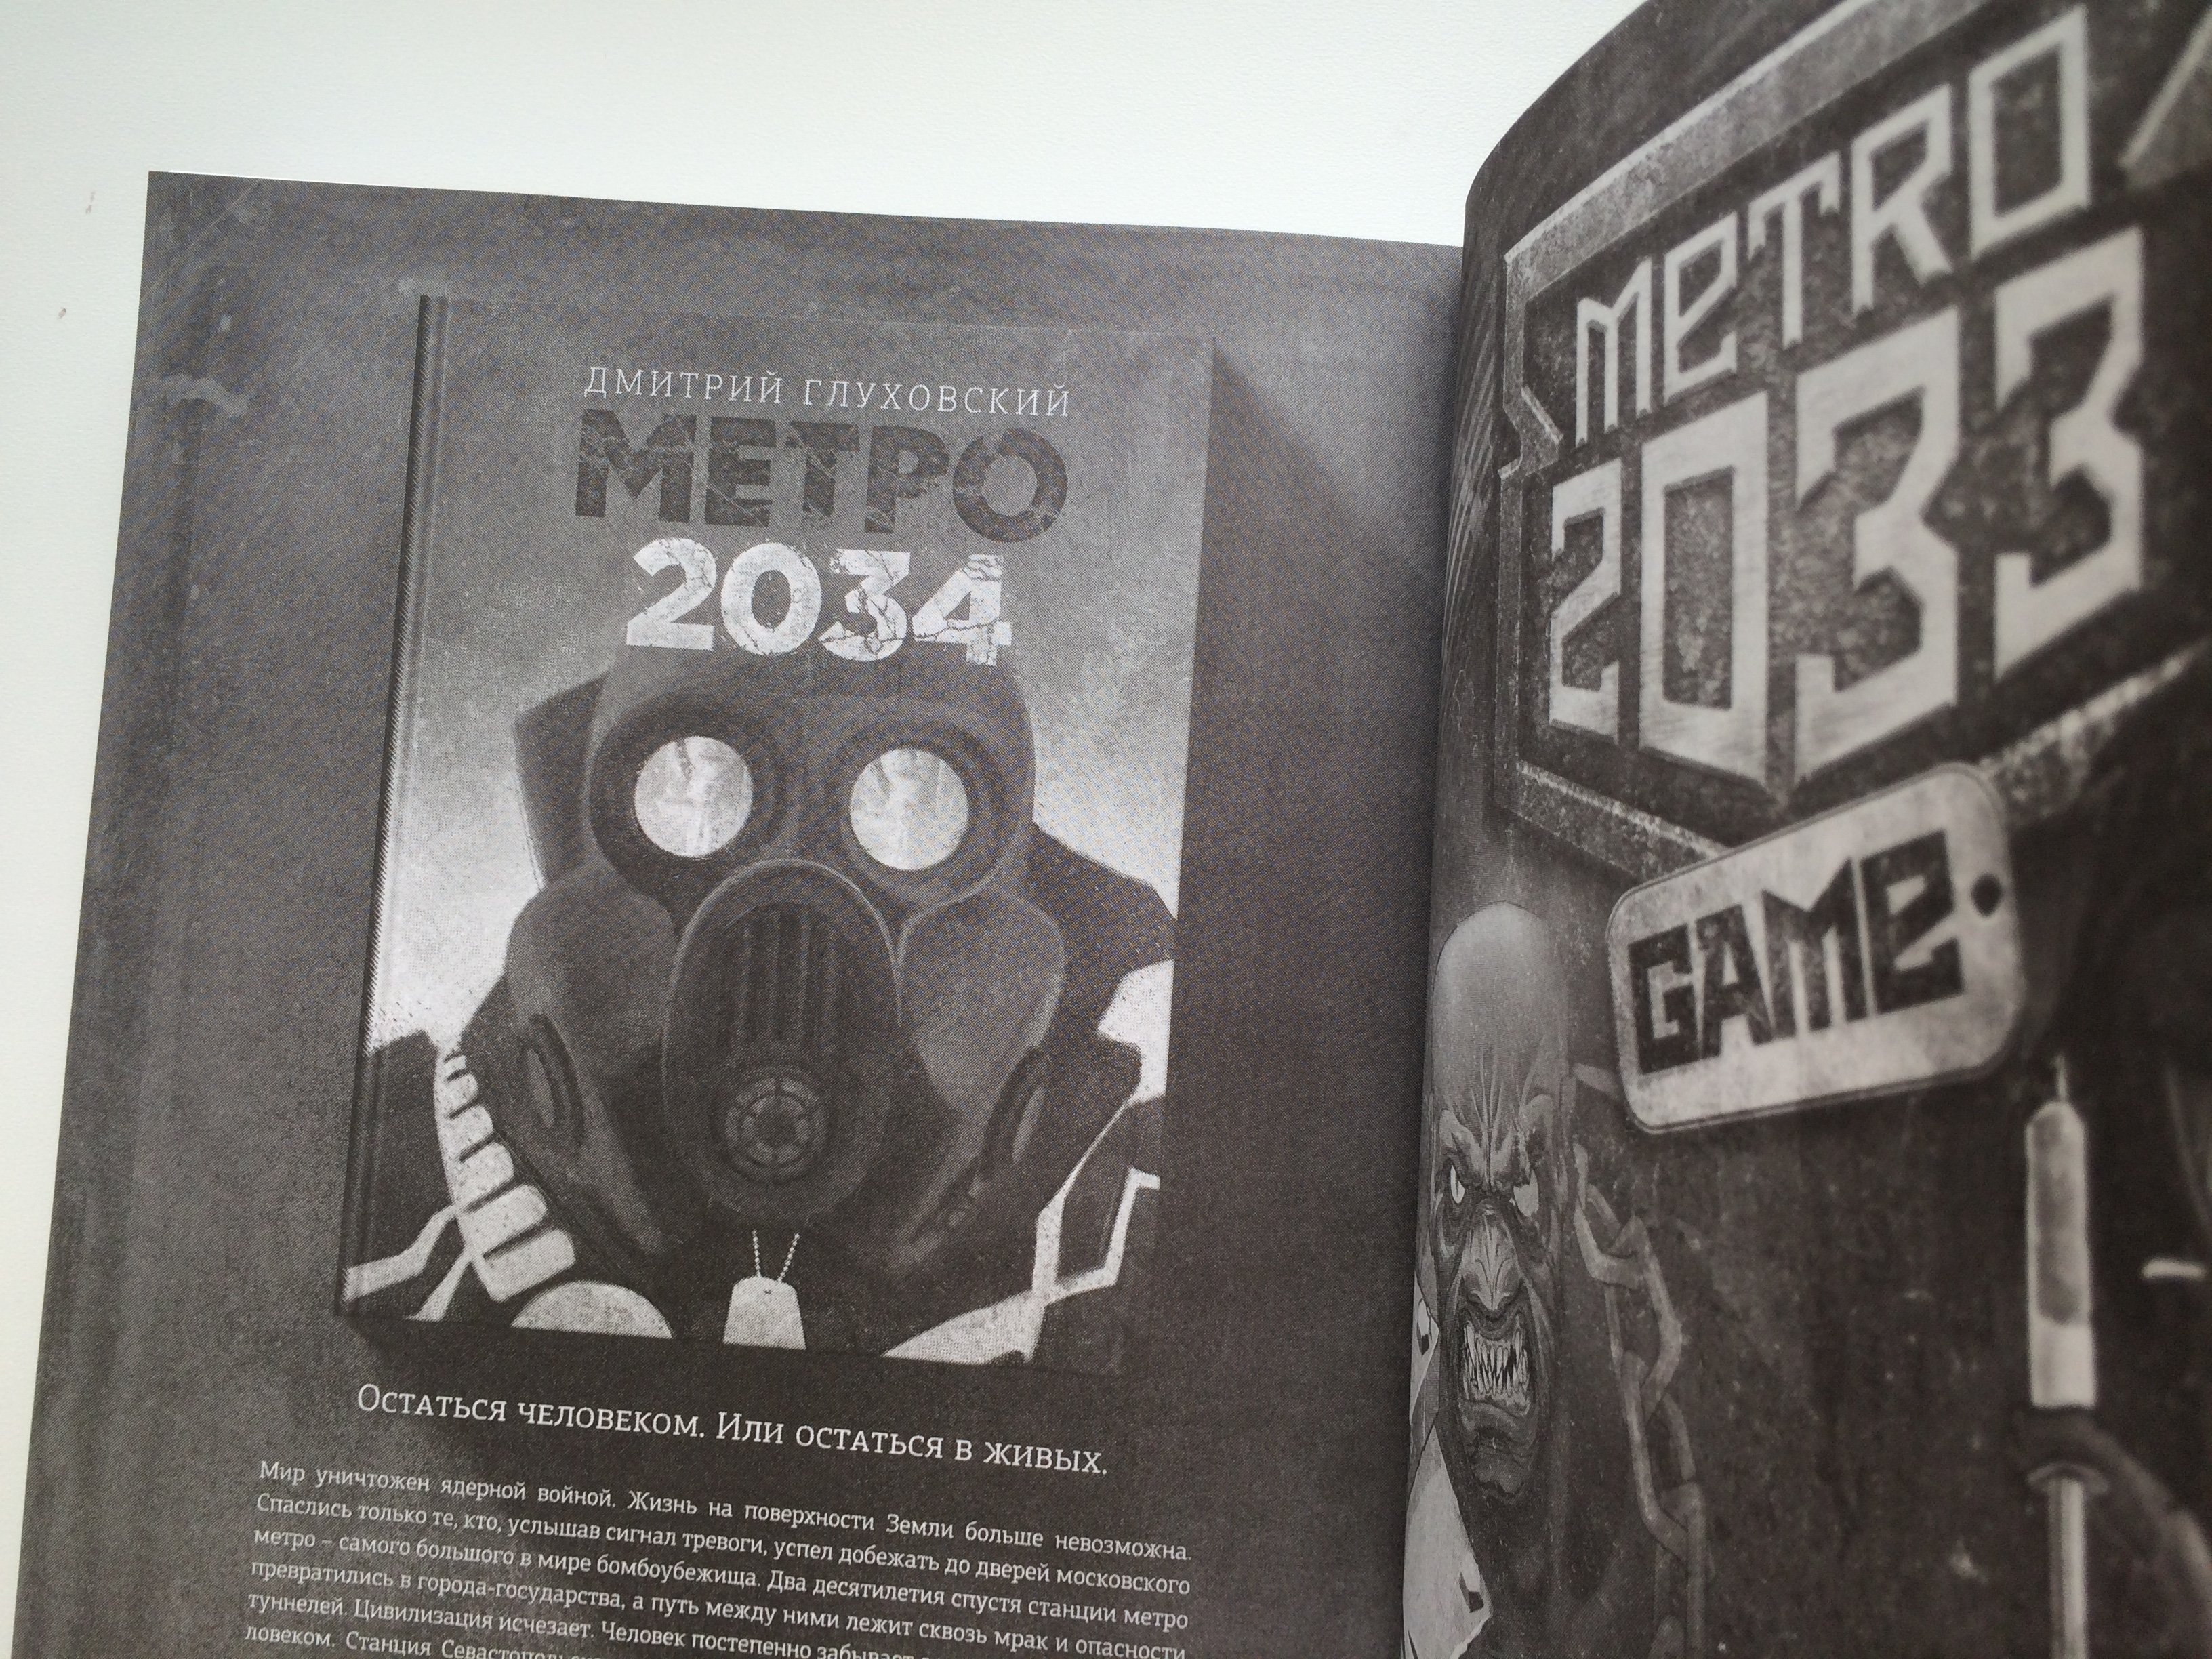 ДМИТРИЙ ГЛУХОВСКИЙ
МЕТРО
2034
Остаться человеком. Или остаться в живых.
Мир уничтожен ядерной войной. Жизнь на поверхности Земли больше невозможна.
Спаслись только те, кто, услышав сигнал тревоги, успел добежать до дверей московского
метро – самого большого в мире бомбоубежища. Два десятилетия спустя станции метро
превратились в города-государства, а путь между ними лежит сквозь мрак и опасности
туннелей. Цивилизация исчезает. Человек постепенно забывает
ловеком. Станция
METRO
2033
GAME